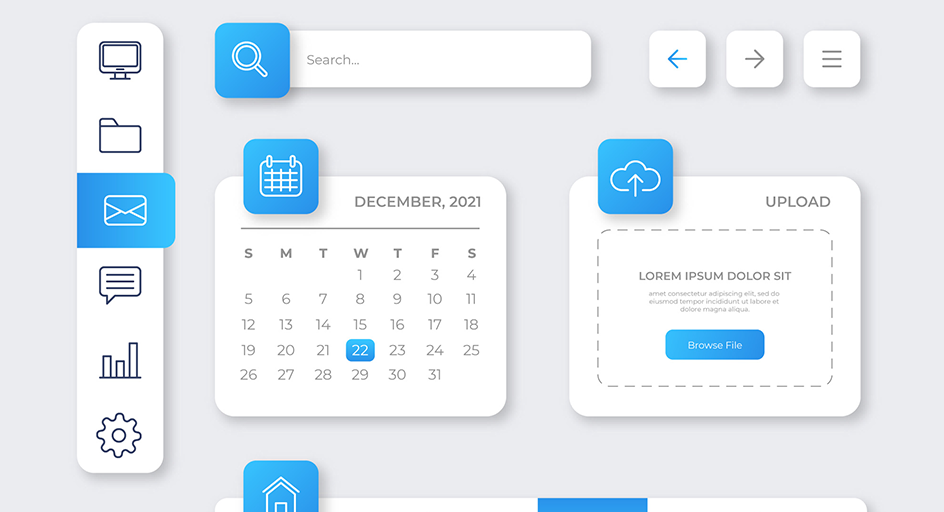 Search...
DECEMBER, 2021
S M T W T F S
1 2 3 4
5 6 7 8 9 10 11
12 13 14 15 16 17 18
19 20 21 22 23 24 25
26 27 28 29 30 31
UPLOAD
LOREM IPSUM DOLOR SIT
amet consectetur adipiscing elit, sed do
eiusmod tempor incididunt ut labore et
dolore magna aliqua.
Browse File